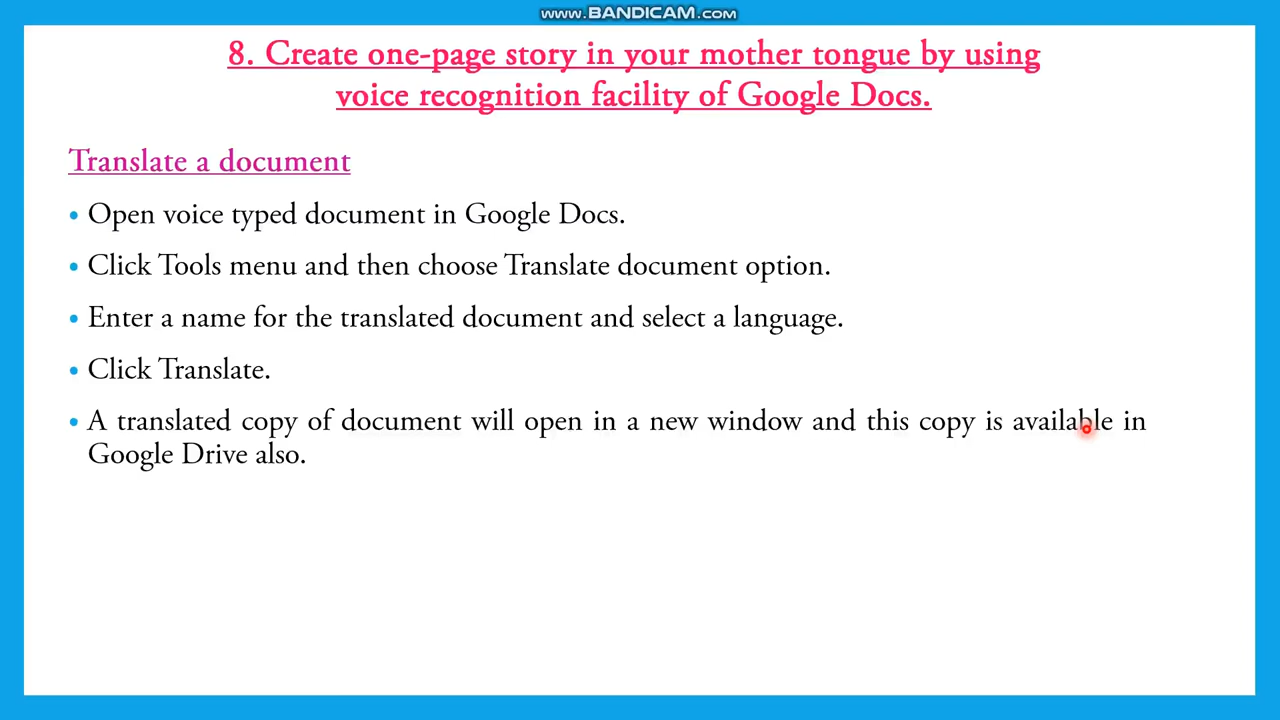 www.BANDICAM.com
8. Create one-page story in your mother tongue by using
voice recognition facility of Google Docs.
Translate a document
• Open voice typed document in Google Docs.
• Click Tools menu and then choose Translate document option.
• Enter a name for the translated document and select a language.
• Click Translate.
• A translated copy of document will open in a new window and this copy is available in
Google Drive also.